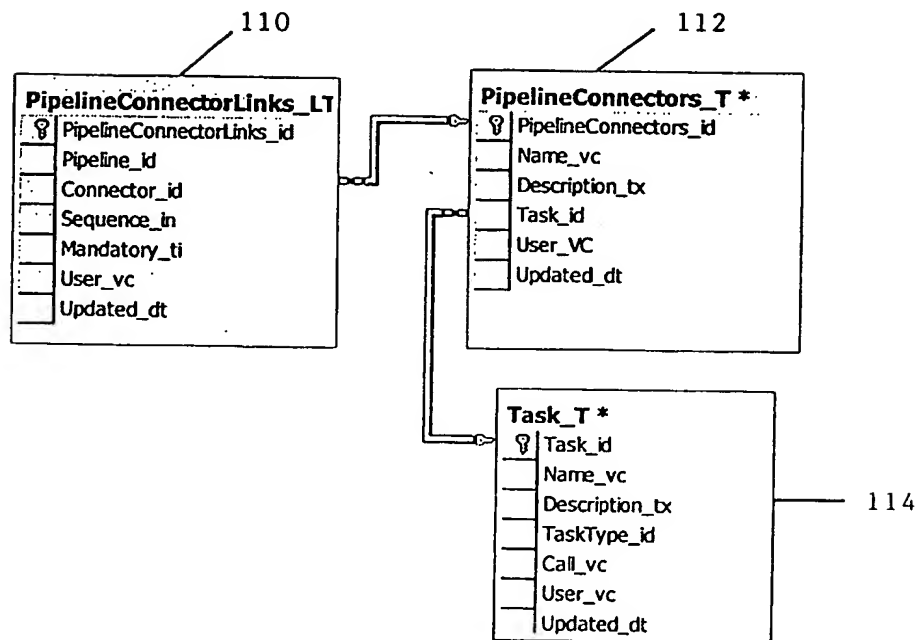 110
112
PipelineConnectorLinks_LT
PipelineConnectorLinks_id
Pipeline_id
Connector_id
Sequence_in
Mandatory_ti
User_vc
Updated_dt
PipelineConnectors_T *
PipelineConnectors_id
Name_vc
Description_tx
Task_id
User_VC
Updated_dt
Task_T *
Task_id
Name_vc
Description_tx
TaskType_id
Call_vc
User_vc
Updated_dt
114